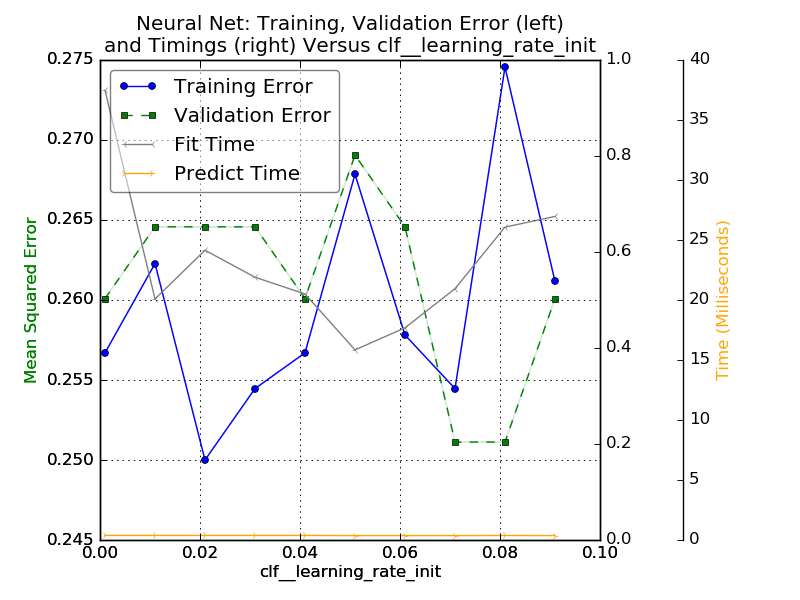 Neural Net: Training, Validation Error (left)
and Timings (right) Versus clf__learning_rate_init
Training Error
Validation Error
Fit Time
Predict Time
Mean Squared Error
0.275
0.270
0.265
0.260
0.255
0.250
0.245
0.00 0.02 0.04 0.06 0.08 0.10
clf__learning_rate_init
1.0
0.8
0.6
0.4
0.2
0.0
40
35
30
25
20
15
10
5
0
Time (Milliseconds)